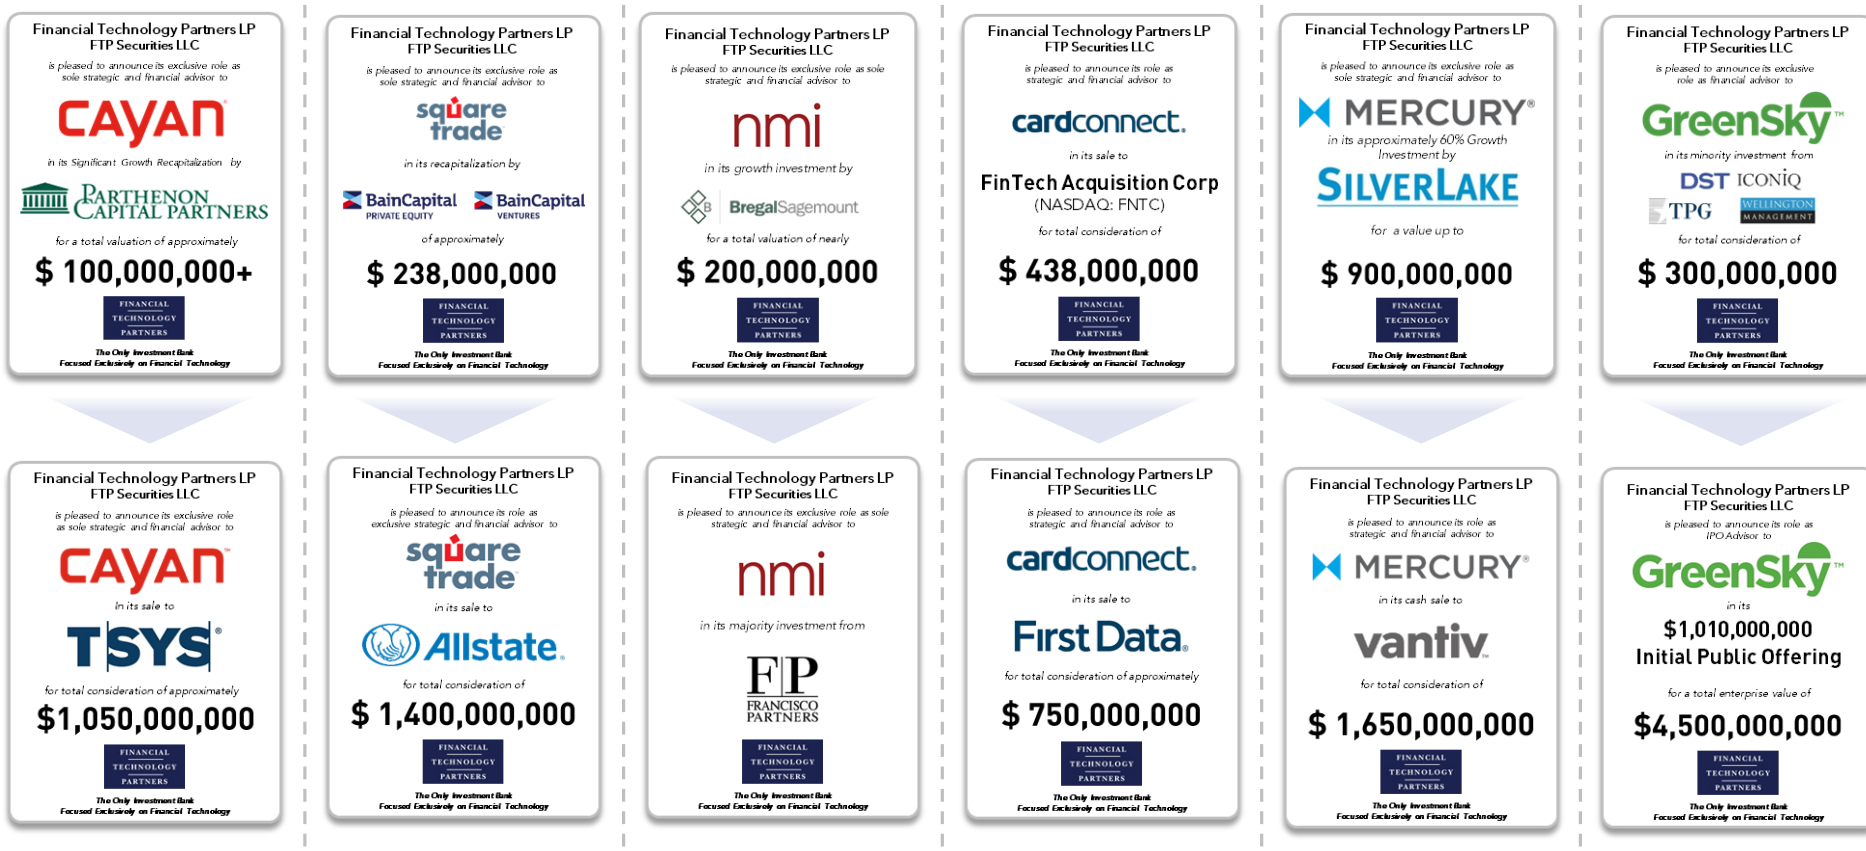 Financial Technology Partners LP
FTP Securities LLC
is pleased to announce its exclusive role as
sole strategic and financial advisor to
CAYAN
in its Significant Growth Recapitalization by
PARTHENON
CAPITAL PARTNERS
for a total valuation of approximately
$ 100,000,000+
FINANCIAL
TECHNOLOGY
PARTNERS
The Only Investment Bank
Focused Exclusively on Financial Technology
Financial Technology Partners LP
FTP Securities LLC
is pleased to announce its exclusive role as
sole strategic and financial advisor to
square
trade
in its recapitalization by
BainCapital
PRIVATE EQUITY
BainCapital
VENTURES
of approximately
$ 238,000,000
FINANCIAL
TECHNOLOGY
PARTNERS
The Only Investment Bank
Focused Exclusively on Financial Technology
Financial Technology Partners LP
FTP Securities LLC
is pleased to announce its exclusive role as sole
strategic and financial advisor to
nmi
in its growth investment by
B
BregalSagemount
for a total valuation of nearly
$ 200,000,000
FINANCIAL
TECHNOLOGY
PARTNERS
The Only Investment Bank
Focused Exclusively on Financial Technology
Financial Technology Partners LP
FTP Securities LLC
is pleased to announce its role as
strategic and financial advisor to
cardconnect.
in its sale to
FinTech Acquisition Corp
(NASDAQ: FNTC)
for total consideration of
$ 438,000,000
FINANCIAL
TECHNOLOGY
PARTNERS
The Only Investment Bank
Focused Exclusively on Financial Technology
Financial Technology Partners LP
FTP Securities LLC
is pleased to announce its exclusive role as
sole strategic and financial advisor to
MERCURY®
in its approximately 60% Growth
Investment by
SILVERLAKE
for a value up to
$ 900,000,000
FINANCIAL
TECHNOLOGY
PARTNERS
The Only Investment Bank
Focused Exclusively on Financial Technology
Financial Technology Partners LP
FTP Securities LLC
is pleased to announce its exclusive
role as financial advisor to
GreenSky™
in its minority investment from
DST ICONIQ
TPG WELLINGTON
MANAGEMENT
for total consideration of
$ 300,000,000
FINANCIAL
TECHNOLOGY
PARTNERS
The Only Investment Bank
Focused Exclusively on Financial Technology
Financial Technology Partners LP
FTP Securities LLC
is pleased to announce its exclusive role
as sole strategic and financial advisor to
CAYAN™
In its sale to
TSYS®
for total consideration of approximately
$1,050,000,000
FINANCIAL
TECHNOLOGY
PARTNERS
The Only Investment Bank
Focused Exclusively on Financial Technology
Financial Technology Partners LP
FTP Securities LLC
is pleased to announce its role as
exclusive strategic and financial advisor to
square
trade
in its sale to
Allstate.
for total consideration of
$ 1,400,000,000
FINANCIAL
TECHNOLOGY
PARTNERS
The Only Investment Bank
Focused Exclusively on Financial Technology
Financial Technology Partners LP
FTP Securities LLC
is pleased to announce its exclusive role as sole
strategic and financial advisor to
nmi
in its majority investment from
F|P
FRANCISCO
PARTNERS
FINANCIAL
TECHNOLOGY
PARTNERS
The Only Investment Bank
Focused Exclusively on Financial Technology
Financial Technology Partners LP
FTP Securities LLC
is pleased to announce its role as
strategic and financial advisor to
cardconnect.
in its sale to
First Data®
for total consideration of approximately
$ 750,000,000
FINANCIAL
TECHNOLOGY
PARTNERS
The Only Investment Bank
Focused Exclusively on Financial Technology
Financial Technology Partners LP
FTP Securities LLC
is pleased to announce its role as
strategic and financial advisor to
MERCURY®
in its cash sale to
vantiv™
for total consideration of
$ 1,650,000,000
FINANCIAL
TECHNOLOGY
PARTNERS
The Only Investment Bank
Focused Exclusively on Financial Technology
Financial Technology Partners LP
FTP Securities LLC
is pleased to announce its role as
IPO Advisor to
GreenSky™
in its
$1,010,000,000
Initial Public Offering
for a total enterprise value of
$4,500,000,000
FINANCIAL
TECHNOLOGY
PARTNERS
The Only Investment Bank
Focused Exclusively on Financial Technology